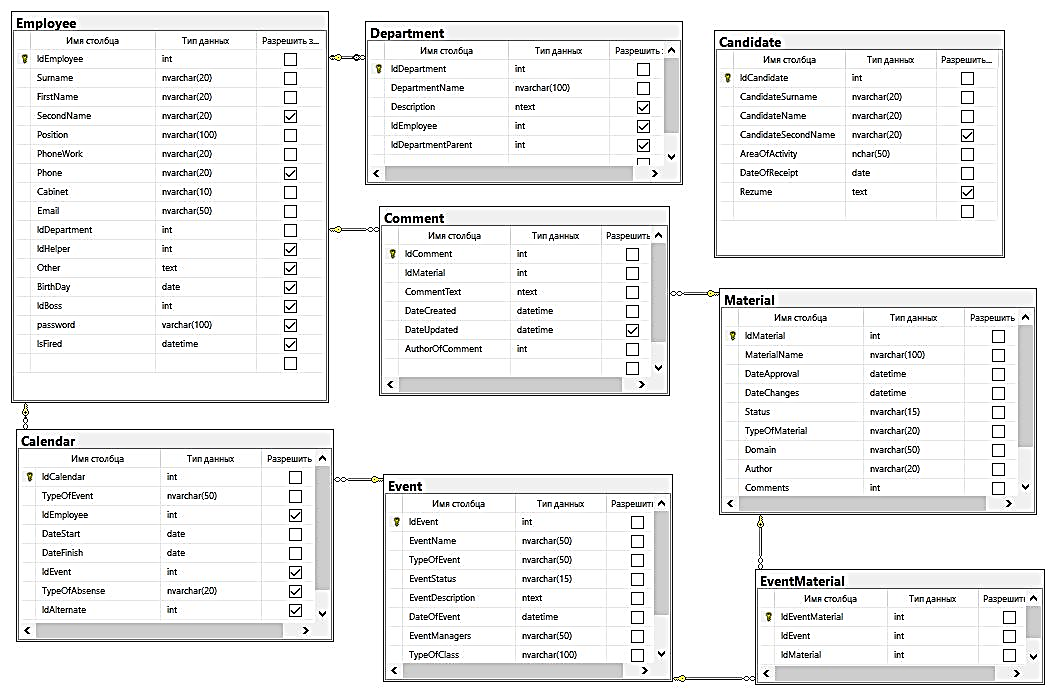 Employee
Имя столбца Тип данных Разрешить з...
IdEmployee int
Surname nvarchar(20)
FirstName nvarchar(20)
SecondName nvarchar(20)
Position nvarchar(100)
PhoneWork nvarchar(20)
Phone nvarchar(20)
Cabinet nvarchar(10)
Email nvarchar(50)
IdDepartment int
IdHelper int
Other text
BirthDay date
IdBoss int
password varchar(100)
IsFired datetime
Department
Имя столбца Тип данных Разрешить
IdDepartment int
DepartmentName nvarchar(100)
Description ntext
IdEmployee int
IdDepartmentParent int
Candidate
Имя столбца Тип данных Разрешить...
IdCandidate int
CandidateSurname nvarchar(20)
CandidateName nvarchar(20)
CandidateSecondName nvarchar(20)
AreaOfActivity nchar(50)
DateOfReceipt date
Rezume text
Comment
Имя столбца Тип данных Разрешить
IdComment int
IdMaterial int
CommentText ntext
DateCreated datetime
DateUpdated datetime
AuthorOfComment int
Material
Имя столбца Тип данных Разрешить
IdMaterial int
MaterialName nvarchar(100)
DateApproval datetime
DateChanges datetime
Status nvarchar(15)
TypeOfMaterial nvarchar(20)
Domain nvarchar(50)
Author nvarchar(20)
Comments int
Calendar
Имя столбца Тип данных Разрешить
IdCalendar int
TypeOfEvent nvarchar(50)
IdEmployee int
DateStart date
DateFinish date
IdEvent int
TypeOfAbsense nvarchar(20)
IdAlternate int
Event
Имя столбца Тип данных Разрешить
IdEvent int
EventName nvarchar(50)
TypeOfEvent nvarchar(50)
EventStatus nvarchar(15)
EventDescription ntext
DateOfEvent datetime
EventManagers nvarchar(50)
TypeOfClass nvarchar(100)
EventMaterial
Имя столбца Тип данных Разрешить
IdEventMaterial int
IdEvent int
IdMaterial int